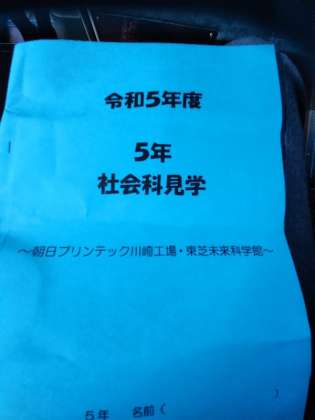 令和5年度
5年
社会科見学
～朝日プリンテック川崎工場・東芝未来科学館～
5年 名前（ ）